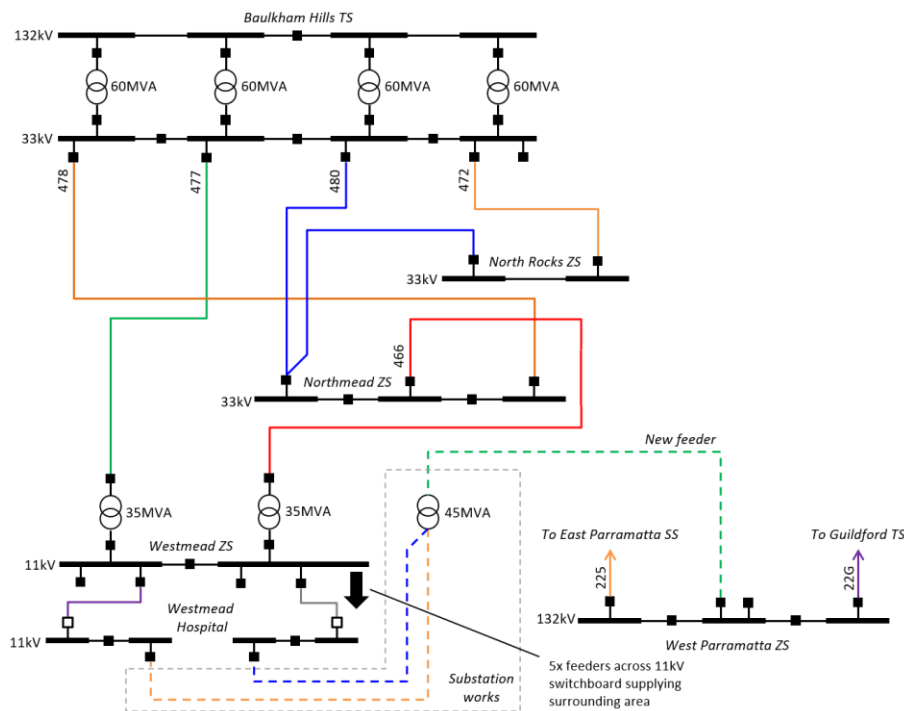 Baulkham Hills TS
132kV
60MVA
60MVA
60MVA
60MVA
33kV
478
477
480
472
North Rocks ZS
33kV
466
Northmead ZS
33kV
New feeder
35MVA
35MVA
45MVA
To East Parramatta SS
To Guildford TS
Westmead ZS
11kV
225
22G
Westmead
Hospital
11kV
132kV
West Parramatta ZS
5x feeders across 11kV
switchboard supplying
surrounding area
Substation
works